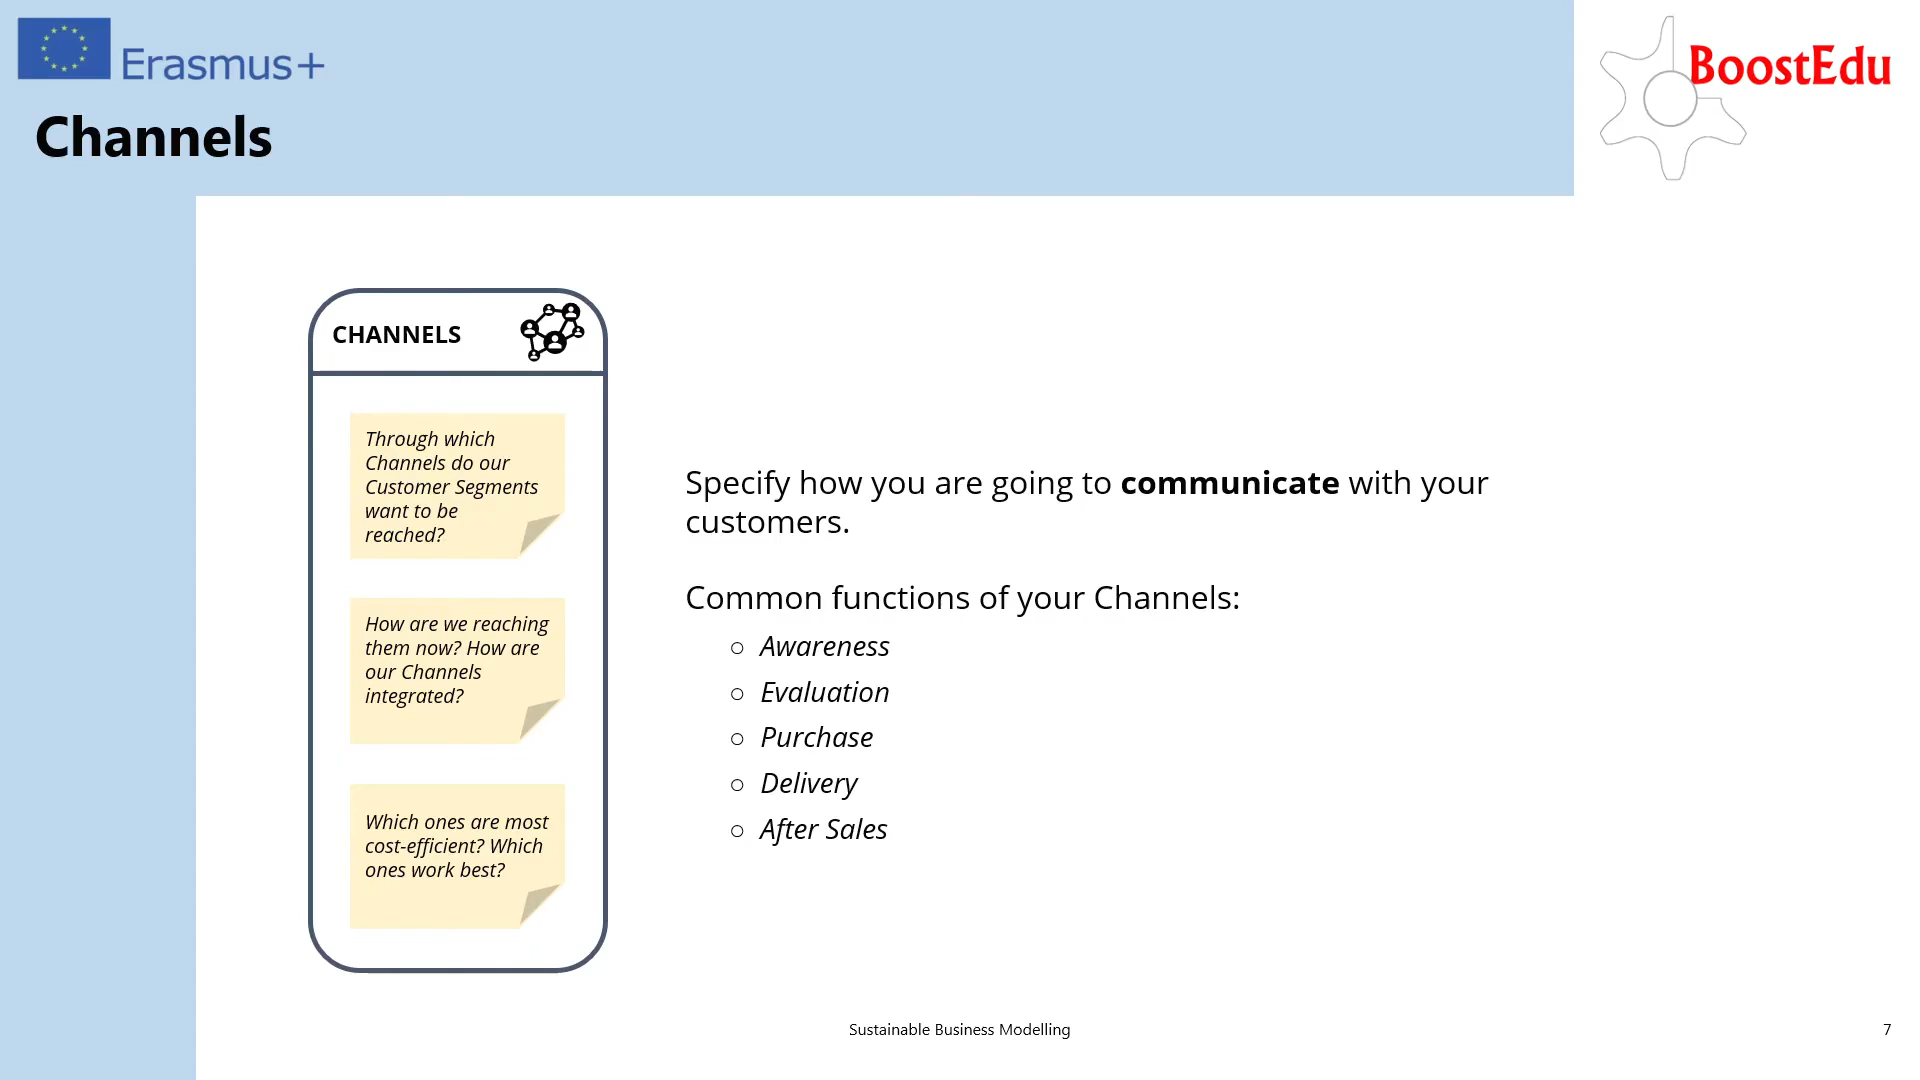 Erasmus+
BoostEdu
Channels
CHANNELS
Through which
Channels do our
Customer Segments
want to be
reached?
How are we reaching
them now? How are
our Channels
integrated?
Which ones are most
cost-efficient? Which
ones work best?
Specify how you are going to communicate with your
customers.
Common functions of your Channels:
○ Awareness
○ Evaluation
○ Purchase
○ Delivery
○ After Sales
Sustainable Business Modelling
7